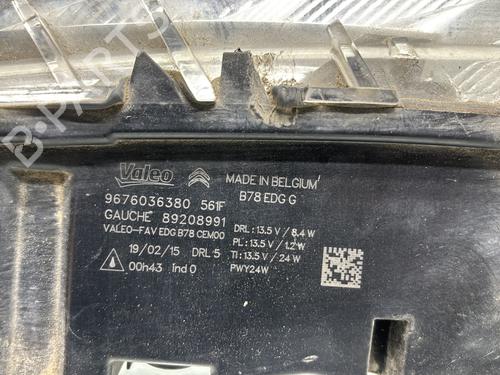 Valeo
MADE IN BELGIUM
9676036380 561F
B78 EDG G
GAUCHE 89208991
VALEO-FAV EDG B78 CEM00
DRL : 13.5 V / 8.4 W
PL : 13.5 V / 1.2 W
19/02/15 DRL 5
TI : 13.5 V / 24 W
00h43 Ind 0
PWY24W
B-PARTS